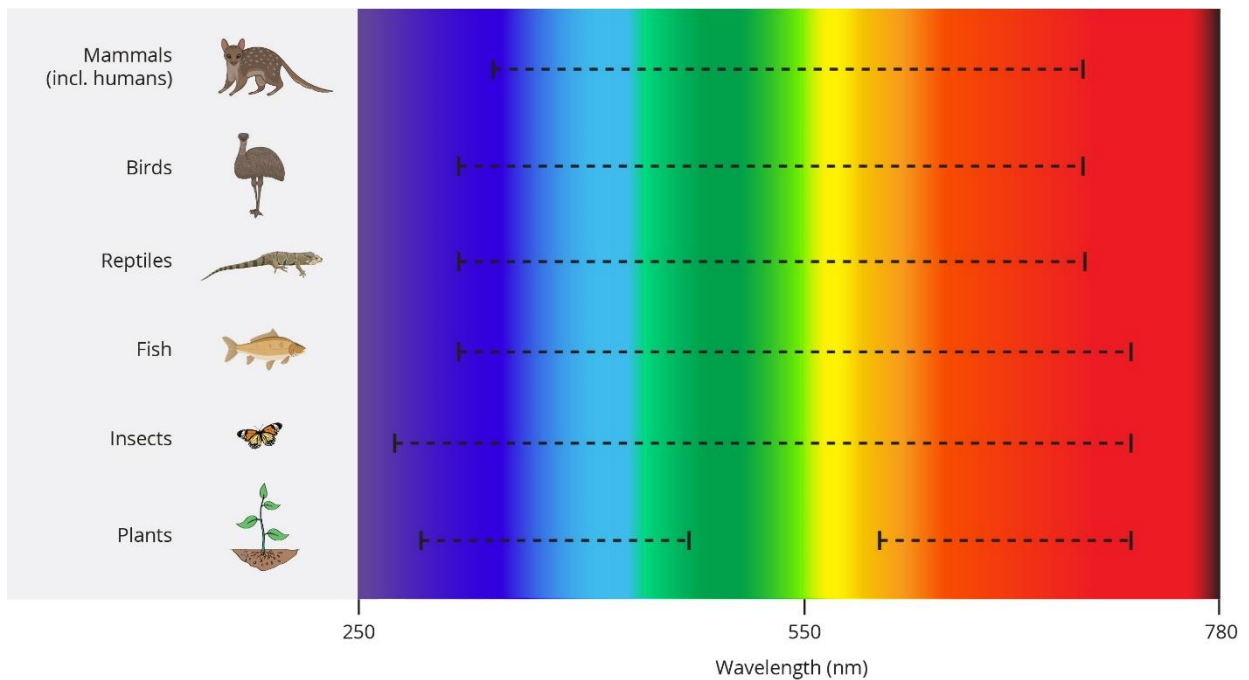 Mammals
(incl. humans)
Birds
Reptiles
Fish
Insects
Plants
250
550
780
Wavelength (nm)